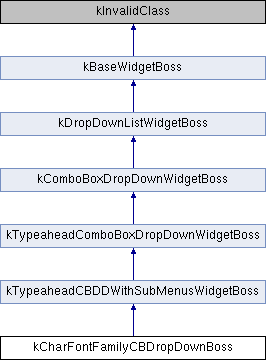 kInvalidClass
kBaseWidgetBoss
kDropDownListWidgetBoss
kComboBoxDropDownWidgetBoss
kTypeaheadComboBoxDropDownWidgetBoss
kTypeaheadCBDDWithSubMenusWidgetBoss
kCharFontFamilyCBDropDownBoss